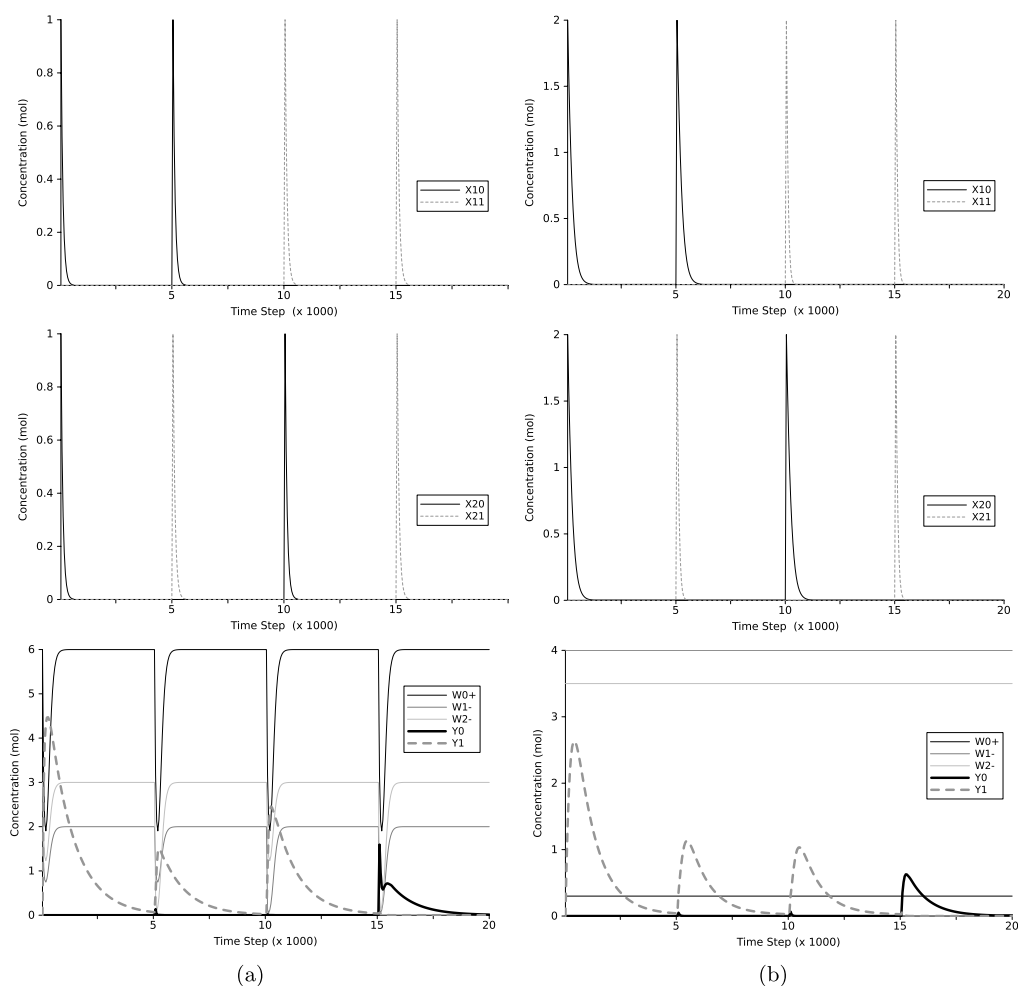 1
0.8
0.6
0.4
0.2
0
Concentration (mol)
X10
X11
5
10
15
Time Step (x 1000)
2
1.5
1
0.5
0
Concentration (mol)
X10
X11
5
10
15
20
Time Step (x 1000)
1
0.8
0.6
0.4
0.2
0
Concentration (mol)
X20
X21
5
10
15
Time Step (x 1000)
2
1.5
1
0.5
0
Concentration (mol)
X20
X21
5
10
15
20
Time Step (x 1000)
6
5
4
3
2
1
0
Concentration (mol)
W0+
W1-
W2-
Y0
Y1
5
10
15
20
Time Step (x 1000)
4
3
2
1
0
Concentration (mol)
W0+
W1-
W2-
Y0
Y1
5
10
15
20
Time Step (x 1000)
(a)
(b)